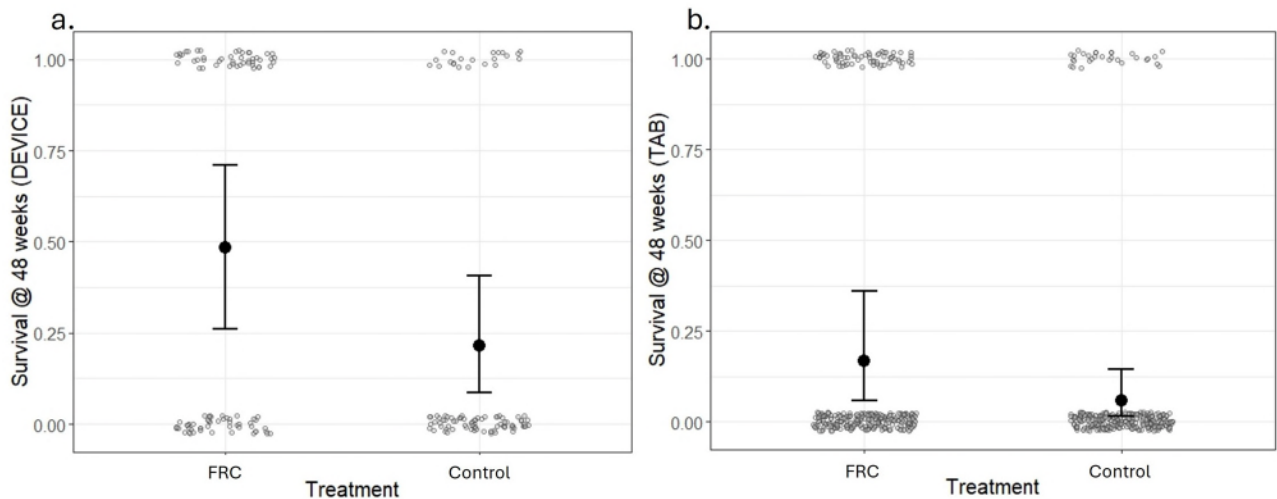 a.
Survival @ 48 weeks (DEVICE)
1.00
0.75
0.50
0.25
0.00
FRC
Control
Treatment
b.
Survival @ 48 weeks (TAB)
1.00
0.75
0.50
0.25
0.00
FRC
Control
Treatment